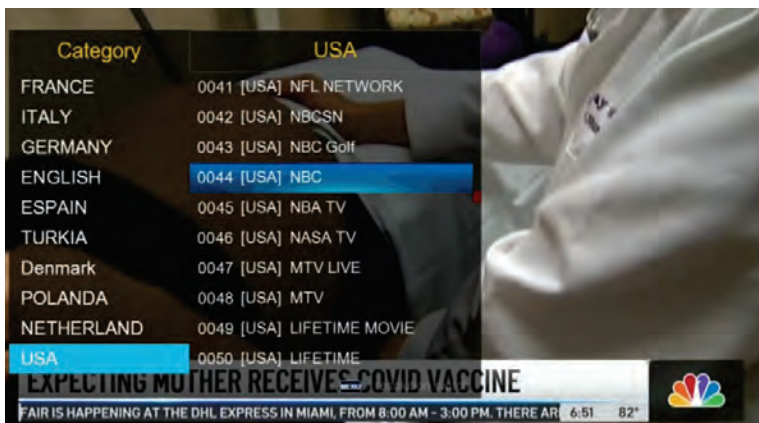 Category
USA
FRANCE
ITALY
GERMANY
ENGLISH
ESPAIN
TURKIA
Denmark
POLANDA
NETHERLAND
USA
0041 [USA] NFL NETWORK
0042 [USA] NBCSN
0043 [USA] NBC Golf
0044 [USA] NBC
0045 [USA] NBA TV
0046 [USA] NASA TV
0047 [USA] MTV LIVE
0048 [USA] MTV
0049 [USA] LIFETIME MOVIE
0050 [USA] LIFETIME
EXPECTING MOTHER RECEIVES COVID VACCINE
FAIR IS HAPPENING AT THE DHL EXPRESS IN MIAMI, FROM 8:00 AM - 3:00 PM. THERE AR 6:51 82°